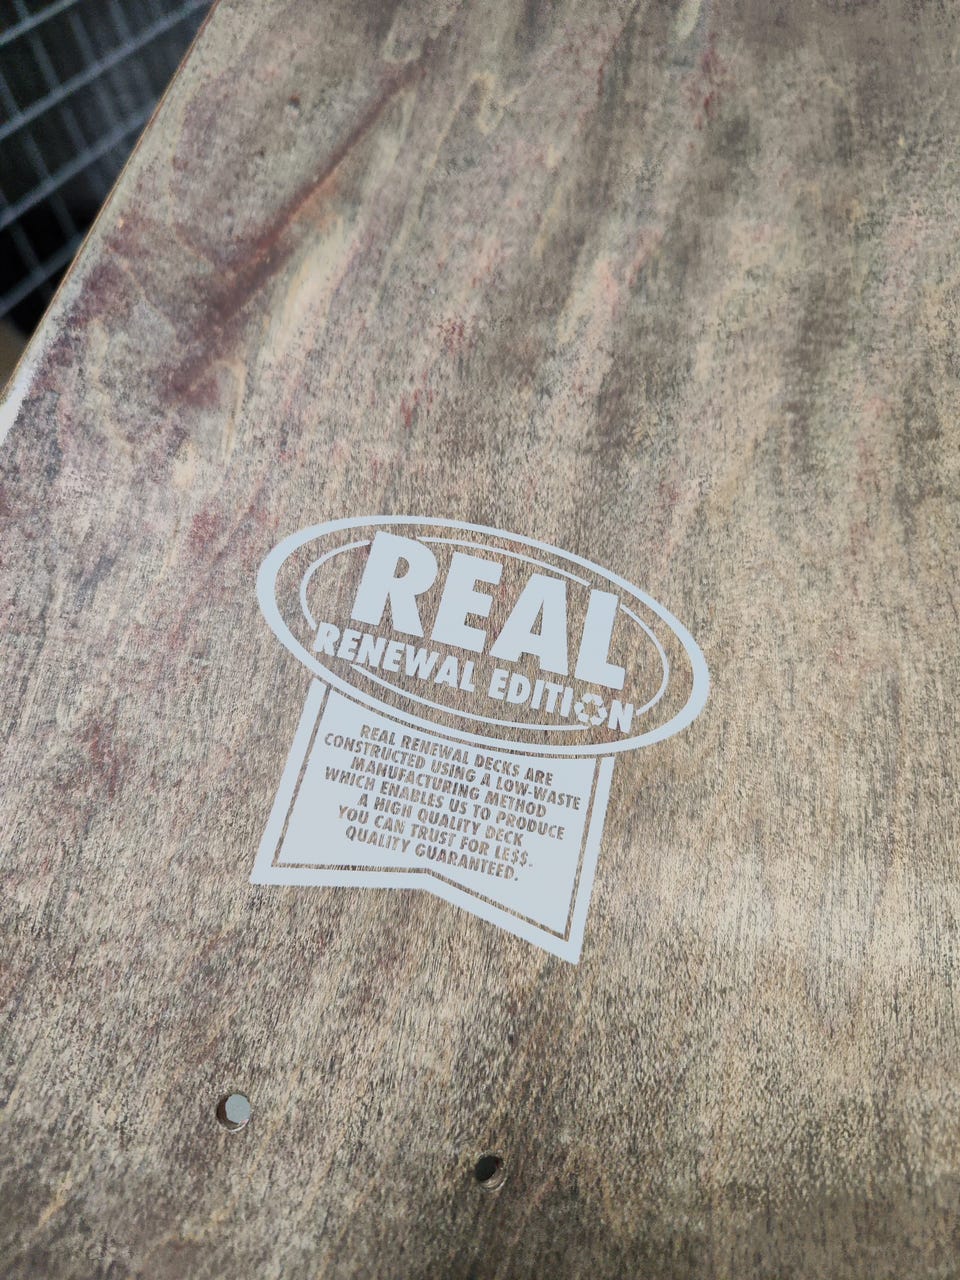 REAL
RENEWAL EDITION
REAL RENEWAL DECKS ARE
CONSTRUCTED USING A LOW-WASTE
MANUFACTURING METHOD
WHICH ENABLES US TO PRODUCE
A HIGH QUALITY DECK
YOU CAN TRUST FOR LE$$.
QUALITY GUARANTEED.